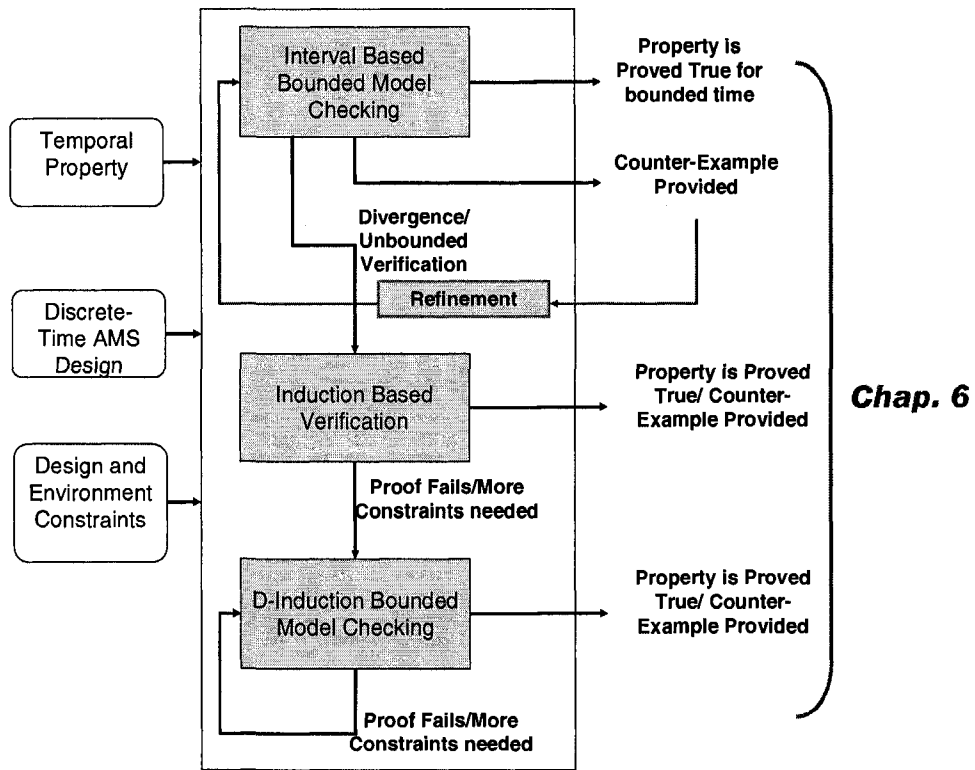 Interval Based
Bounded Model
Checking
Property is
Proved True for
bounded time
Temporal
Property
Counter-Example
Provided
Divergence/
Unbounded
Verification
Refinement
Discrete-
Time AMS
Design
Induction Based
Verification
Property is Proved
True/ Counter-
Example Provided
Chap. 6
Design and
Environment
Constraints
Proof Fails/More
Constraints needed
D-Induction Bounded
Model Checking
Property is Proved
True/ Counter-
Example Provided
Proof Fails/More
Constraints needed